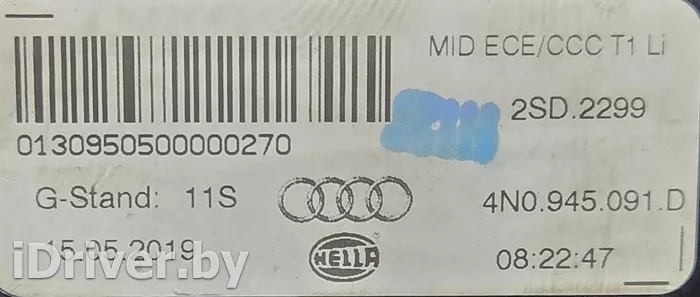 MID ECE/CCC T1 Li
2SD.2299
0130950500000270
G-Stand: 11S
4N0.945.091.D
15.05.2019
HELLA
08:22:47
iDriver.by